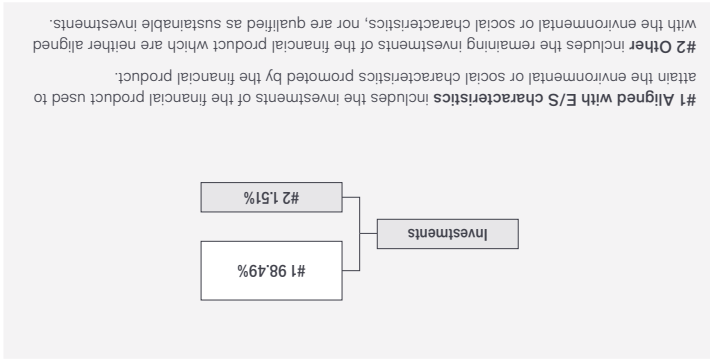 #1 98.49%
Investments
#2 1.51%
#1 Aligned with E/S characteristics includes the investments of the financial product used to
attain the environmental or social characteristics promoted by the financial product.
#2 Other includes the remaining investments of the financial product which are neither aligned
with the environmental or social characteristics, nor are qualified as sustainable investments.